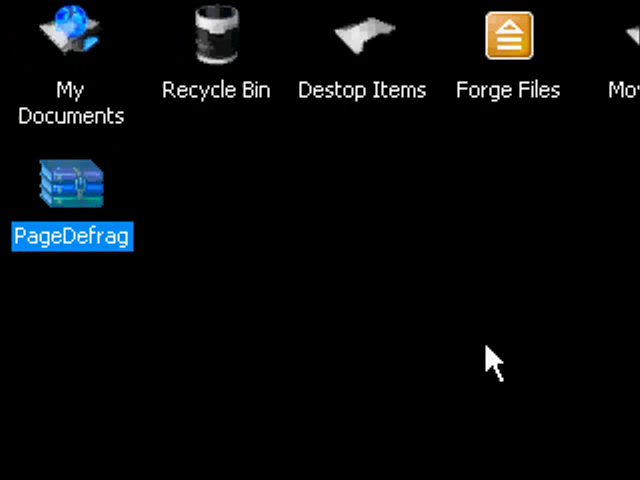 My
Documents
Recycle Bin
Destop Items
Forge Files
PageDefrag